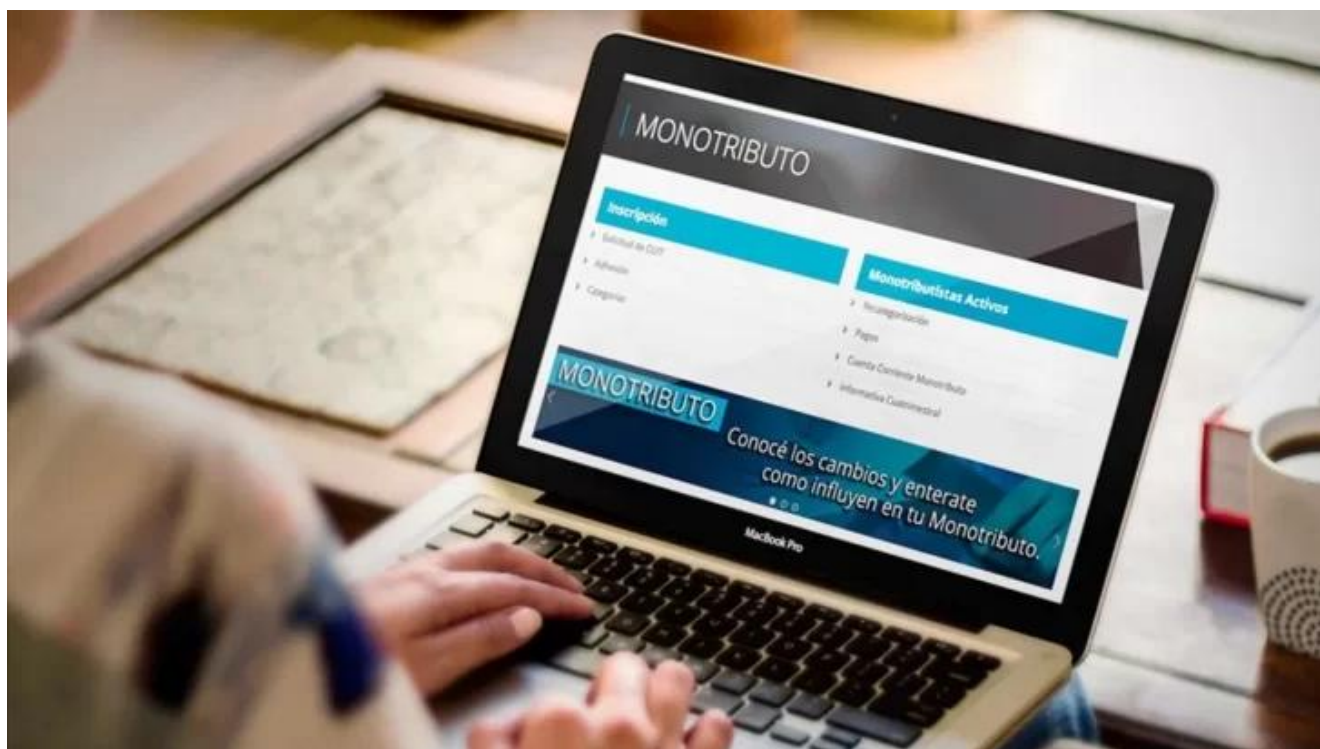 MONOTRIBUTO
Inscripción
Solicitud de CUIT
Adhesión
Categorías
Monotributistas Activos
Recategorización
Pagos
Cuenta Corriente Monotributo
Informativa Cuatrimestral
MONOTRIBUTO
Conocé los cambios y enterate
como influyen en tu Monotributo.
MacBook Pro